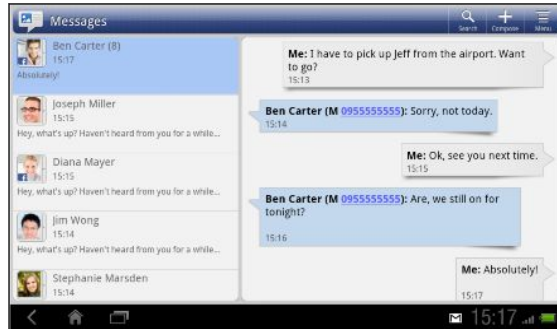 Messages
Search
Compose
Menu
Ben Carter (8)
15:17
Absolutely!
Joseph Miller
15:15
Hey, what's up? Haven't heard from you for a while...
Diana Mayer
15:15
Hey, what's up? Haven't heard from you for a while...
Jim Wong
15:14
Hey, what's up? Haven't heard from you for a while...
Stephanie Marsden
15:14
Me: I have to pick up Jeff from the airport. Want
to go?
15:13
Ben Carter (M 0955555555): Sorry, not today.
15:14
Me: Ok, see you next time.
15:15
Ben Carter (M 0955555555): Are, we still on for
tonight?
15:16
Me: Absolutely!
15:17
15:17